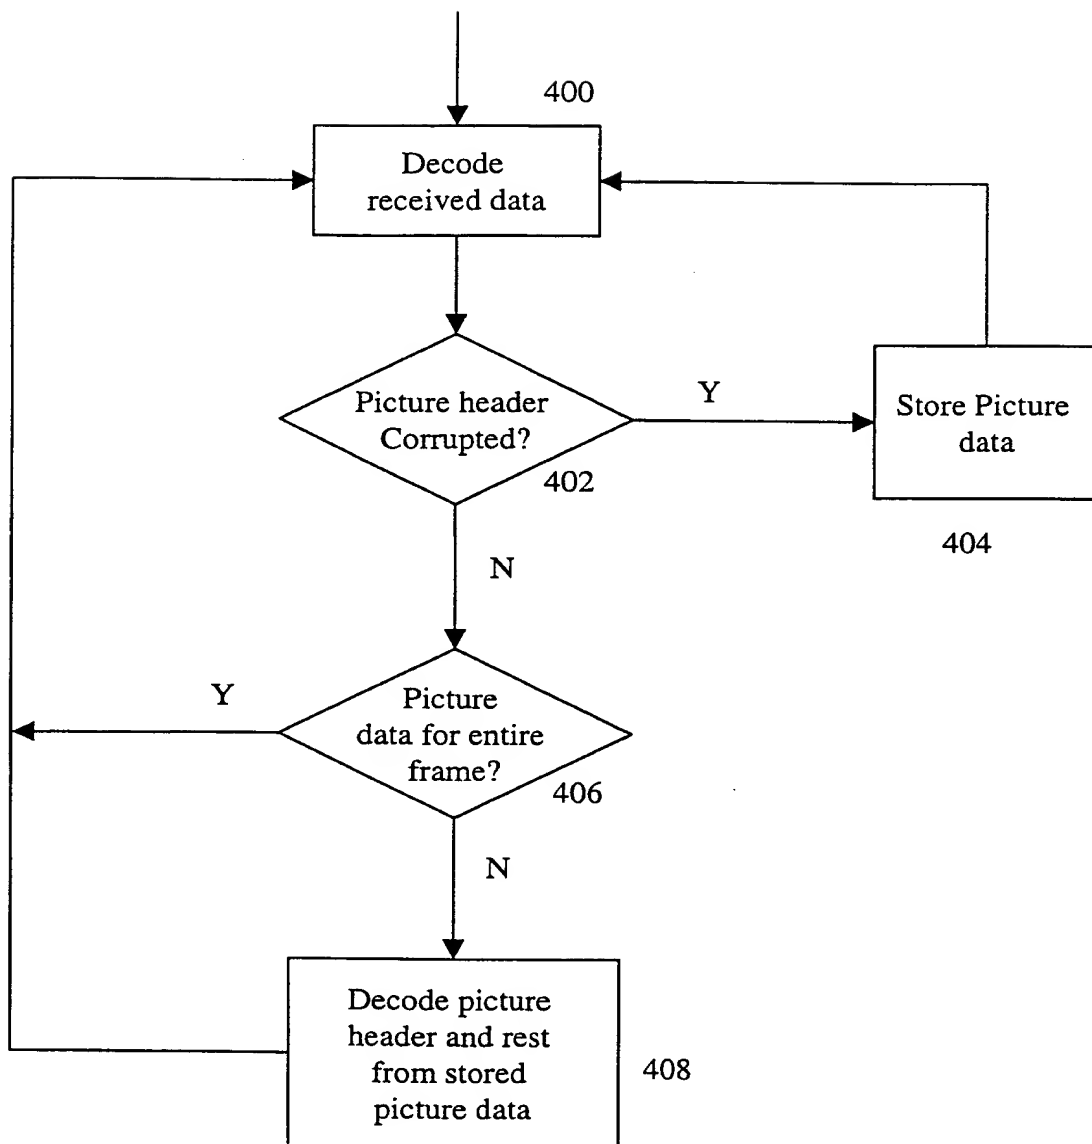 400
Decode
received data
Picture header
Corrupted?
402
Y
Store Picture
data
404
N
Picture
data for entire
frame?
406
Y
N
Decode picture
header and rest
from stored
picture data
408